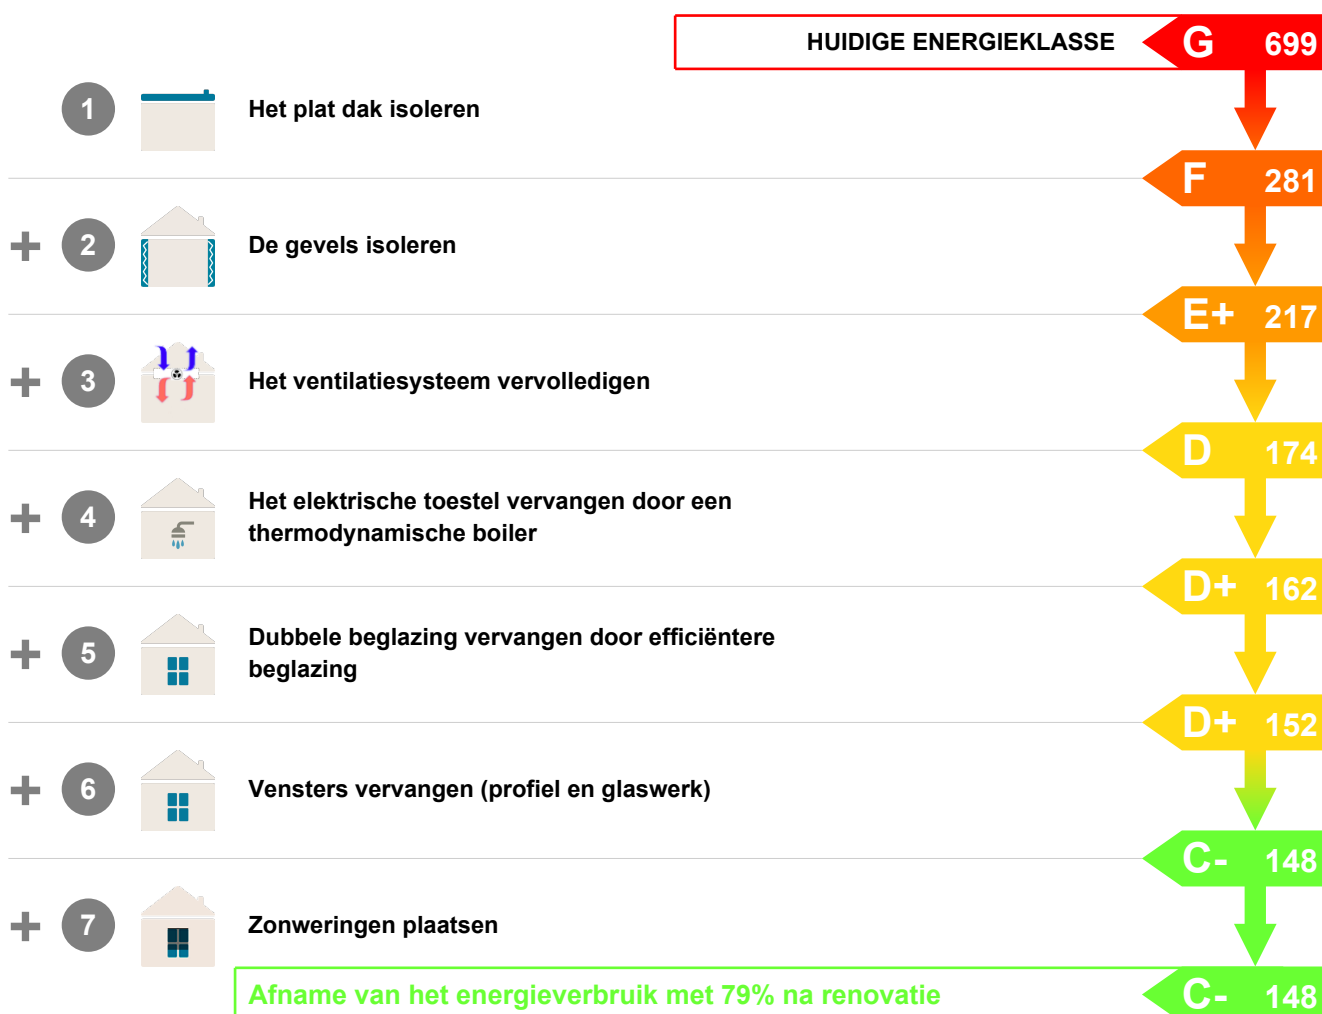 HUIDIGE ENERGIEKLASSE G 699
1 Het plat dak isoleren
F 281
+ 2 De gevels isoleren
E+ 217
+ 3 Het ventilatiesysteem vervolledigen
D 174
+ 4 Het elektrische toestel vervangen door een
thermodynamische boiler
D+ 162
+ 5 Dubbele beglazing vervangen door efficiëntere
beglazing
D+ 152
+ 6 Vensters vervangen (profiel en glaswerk)
C- 148
+ 7 Zonweringen plaatsen
Afname van het energieverbruik met 79% na renovatie C- 148